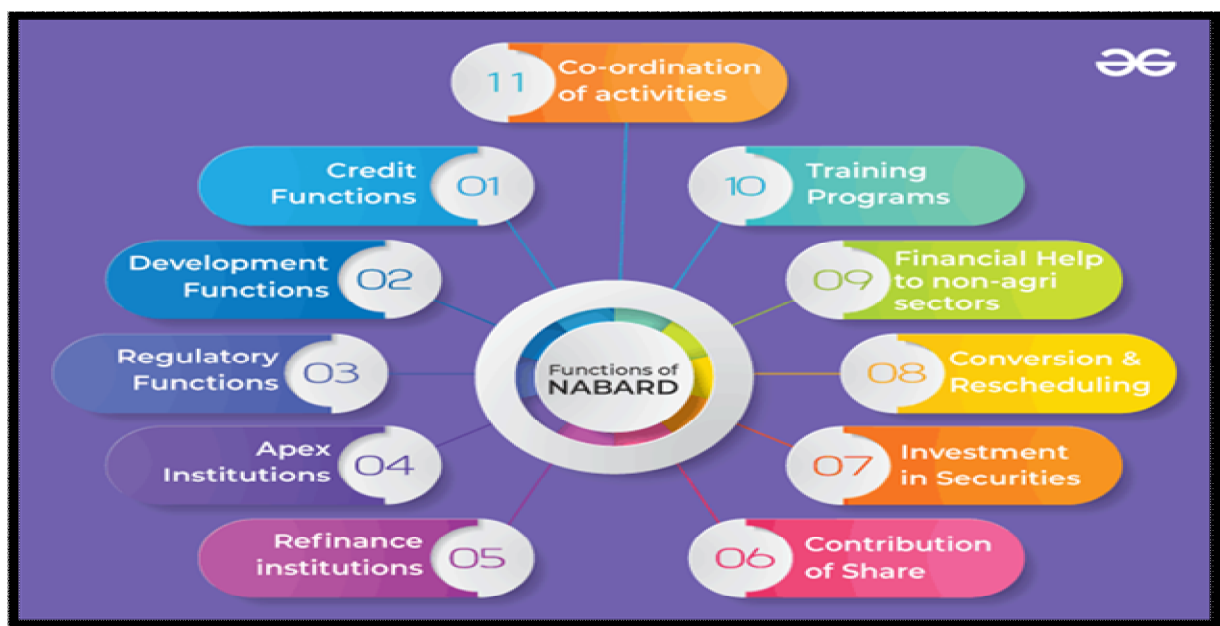 Functions of
NABARD
01
Credit
Functions
02
Development
Functions
03
Regulatory
Functions
04
Apex
Institutions
05
Refinance
institutions
06
Contribution
of Share
07
Investment
in Securities
08
Conversion &
Rescheduling
09
Financial Help
to non-agri
sectors
10
Training
Programs
11
Co-ordination
of activities